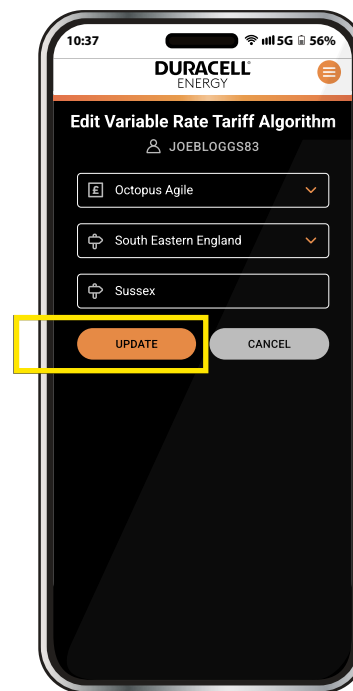 10:37 5G 56%
DURACELL
ENERGY
Edit Variable Rate Tariff Algorithm
JOEBLOGGS83
£ Octopus Agile
South Eastern England
Sussex
UPDATE CANCEL